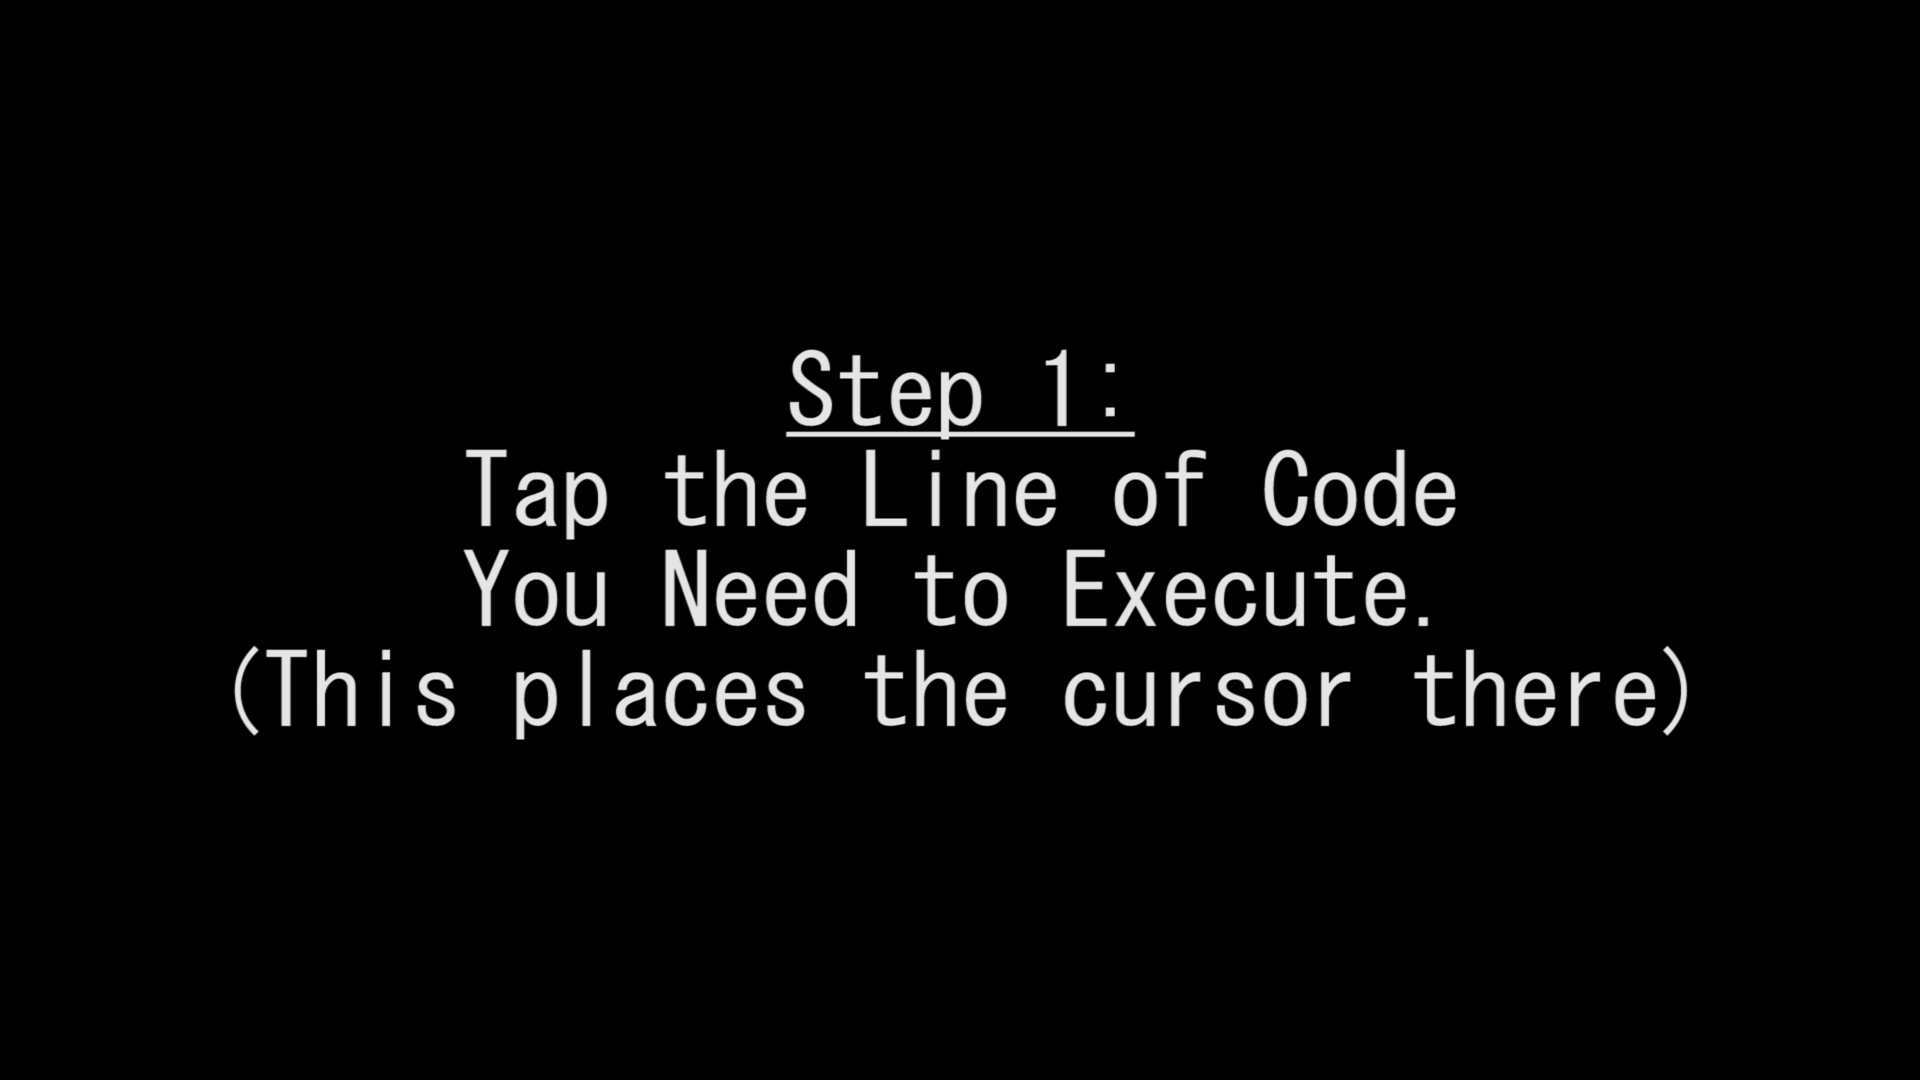 Step 1:
Tap the Line of Code
You Need to Execute.
(This places the cursor there)